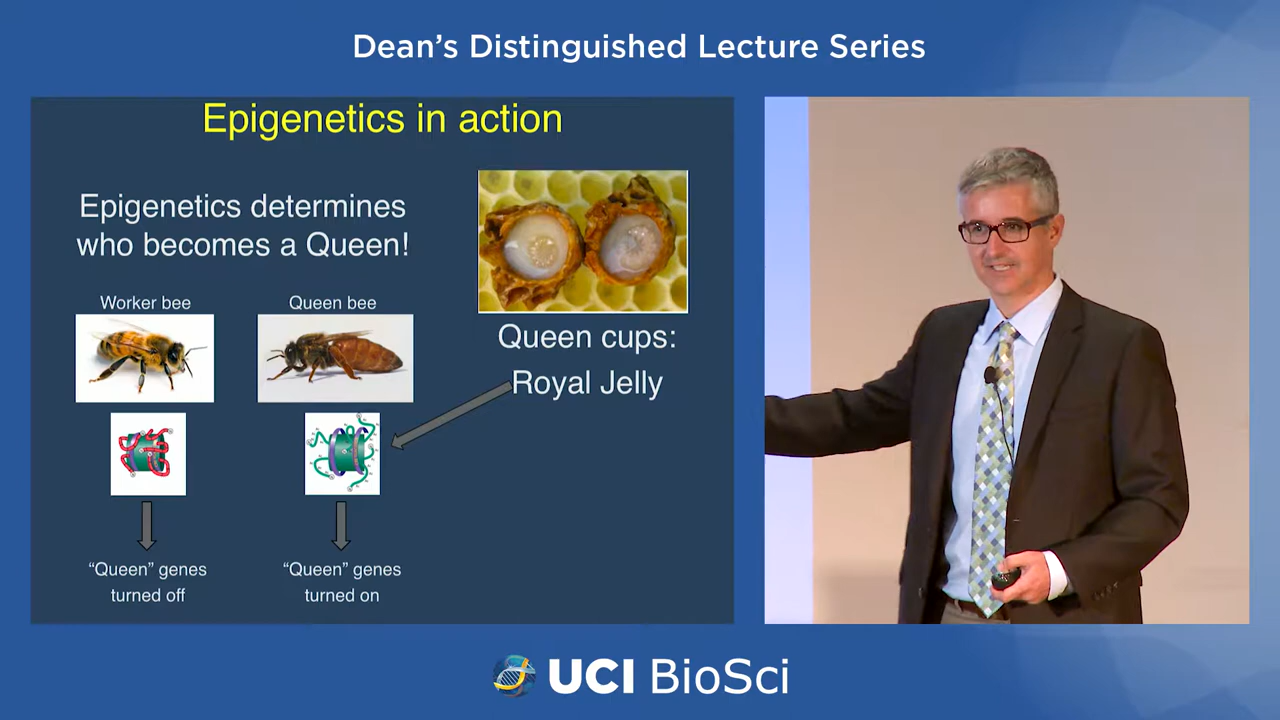 Dean’s Distinguished Lecture Series
Epigenetics in action
Epigenetics determines
who becomes a Queen!
Worker bee
Queen bee
Queen cups:
Royal Jelly
“Queen” genes
turned off
“Queen” genes
turned on
UCI BioSci